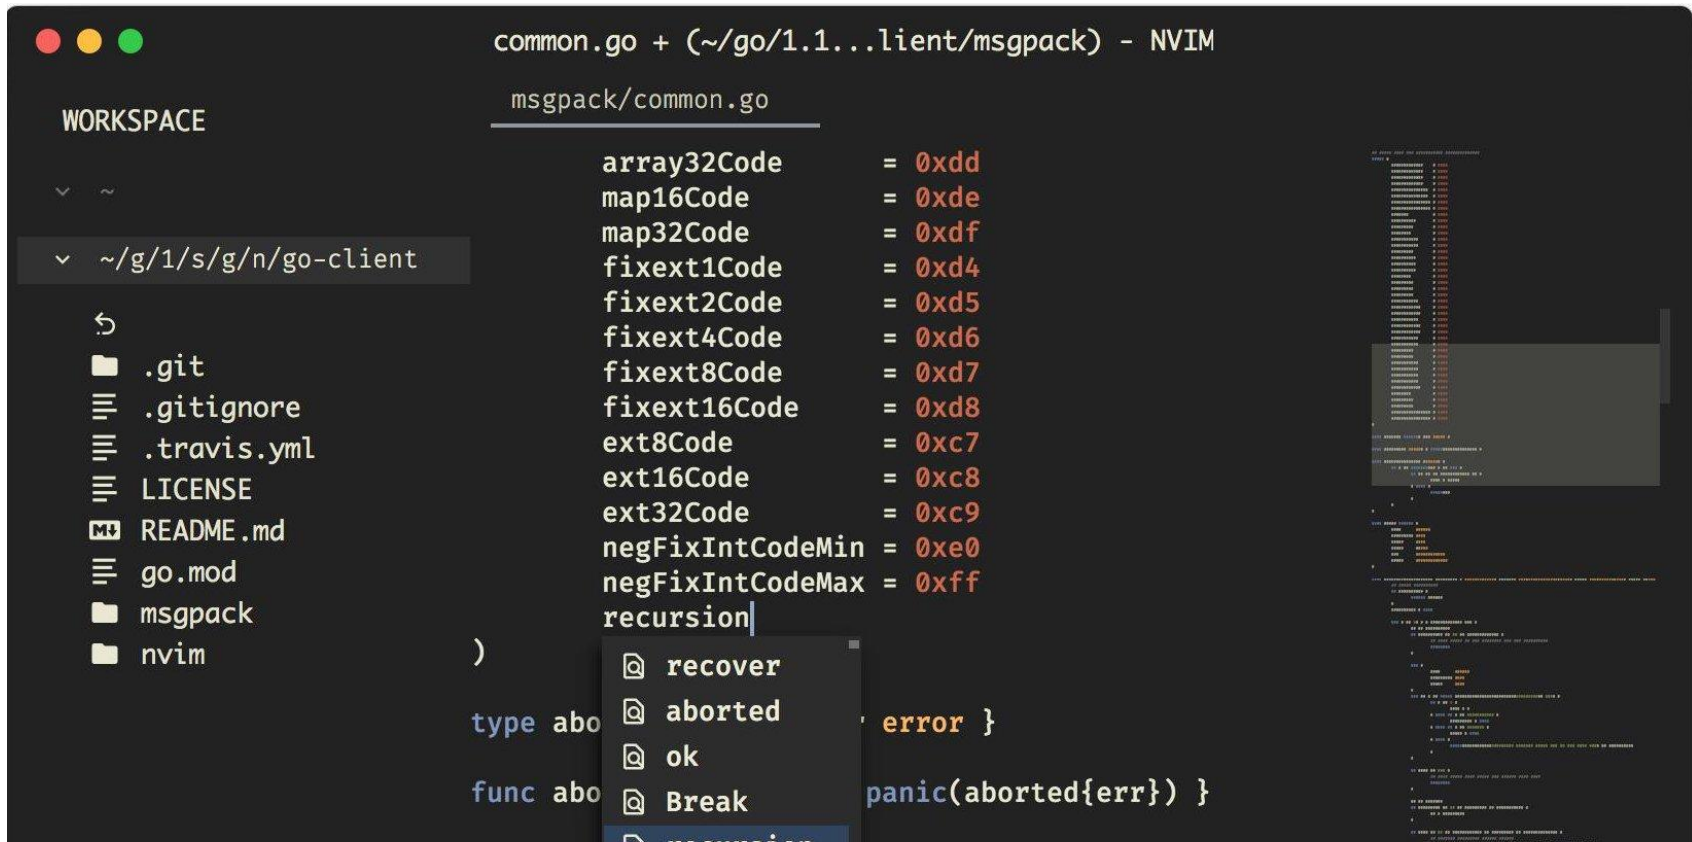 common.go + (~/go/1.1...lient/msgpack) - NVIM
WORKSPACE
~
~/g/1/s/g/n/go-client
.git
.gitignore
.travis.yml
LICENSE
README.md
go.mod
msgpack
nvim
msgpack/common.go
array32Code = 0xdd
map16Code = 0xde
map32Code = 0xdf
fixext1Code = 0xd4
fixext2Code = 0xd5
fixext4Code = 0xd6
fixext8Code = 0xd7
fixext16Code = 0xd8
ext8Code = 0xc7
ext16Code = 0xc8
ext32Code = 0xc9
negFixIntCodeMin = 0xe0
negFixIntCodeMax = 0xff
recursion
)
type abo error }
func abo panic(aborted{err}) }
recover
aborted
ok
Break
recursion